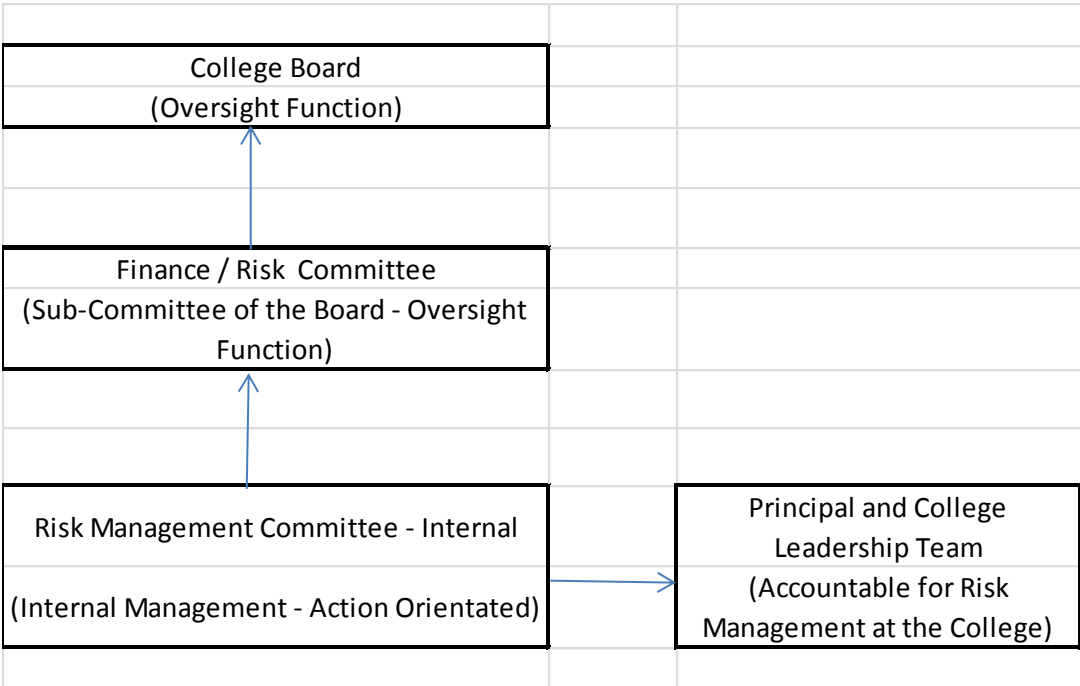 College Board
(Oversight Function)
Finance / Risk Committee
(Sub-Committee of the Board - Oversight
Function)
Risk Management Committee - Internal
(Internal Management - Action Orientated)
Principal and College
Leadership Team
(Accountable for Risk
Management at the College)